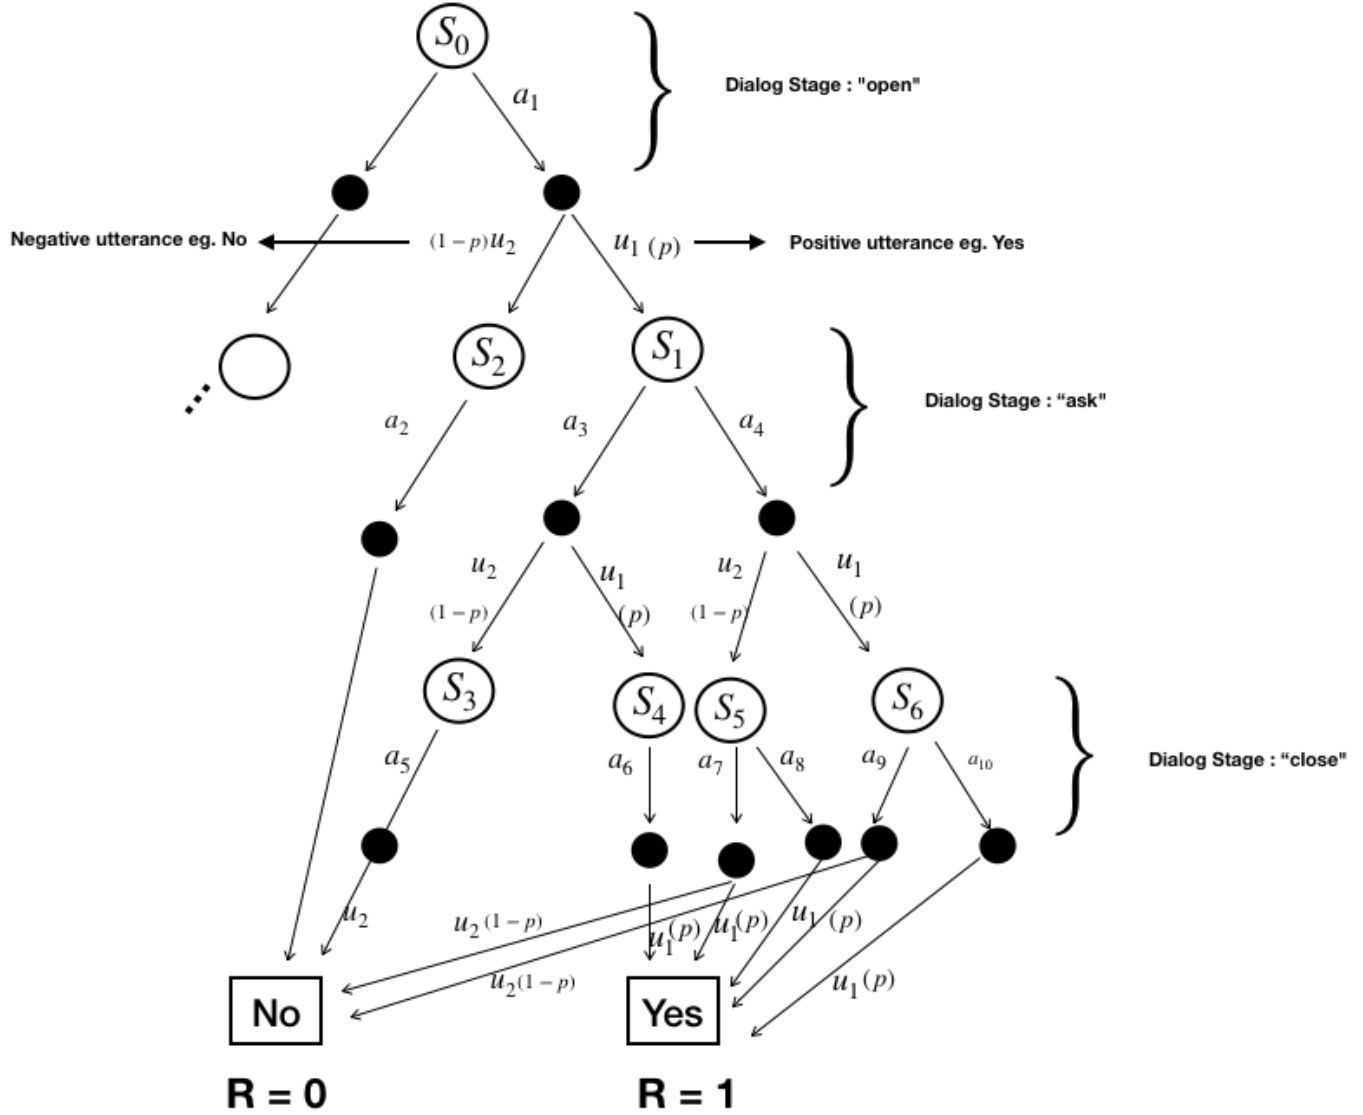 S0
Dialog Stage : "open"
a1
Negative utterance eg. No
(1 − p)u2
u1 (p)
Positive utterance eg. Yes
S2
S1
Dialog Stage : “ask"
a2
a3
a4
u2
u1
u2
u1
(1 − p)
(p)
(1 − p)
(p)
S3
S4
S5
S6
a5
a6
a7
a8
a9
a10
Dialog Stage : “close"
u2
u2 (1 − p)
u1(p)
u1(p)
u1 (p)
u2(1 − p)
u1(p)
No
Yes
R = 0
R = 1